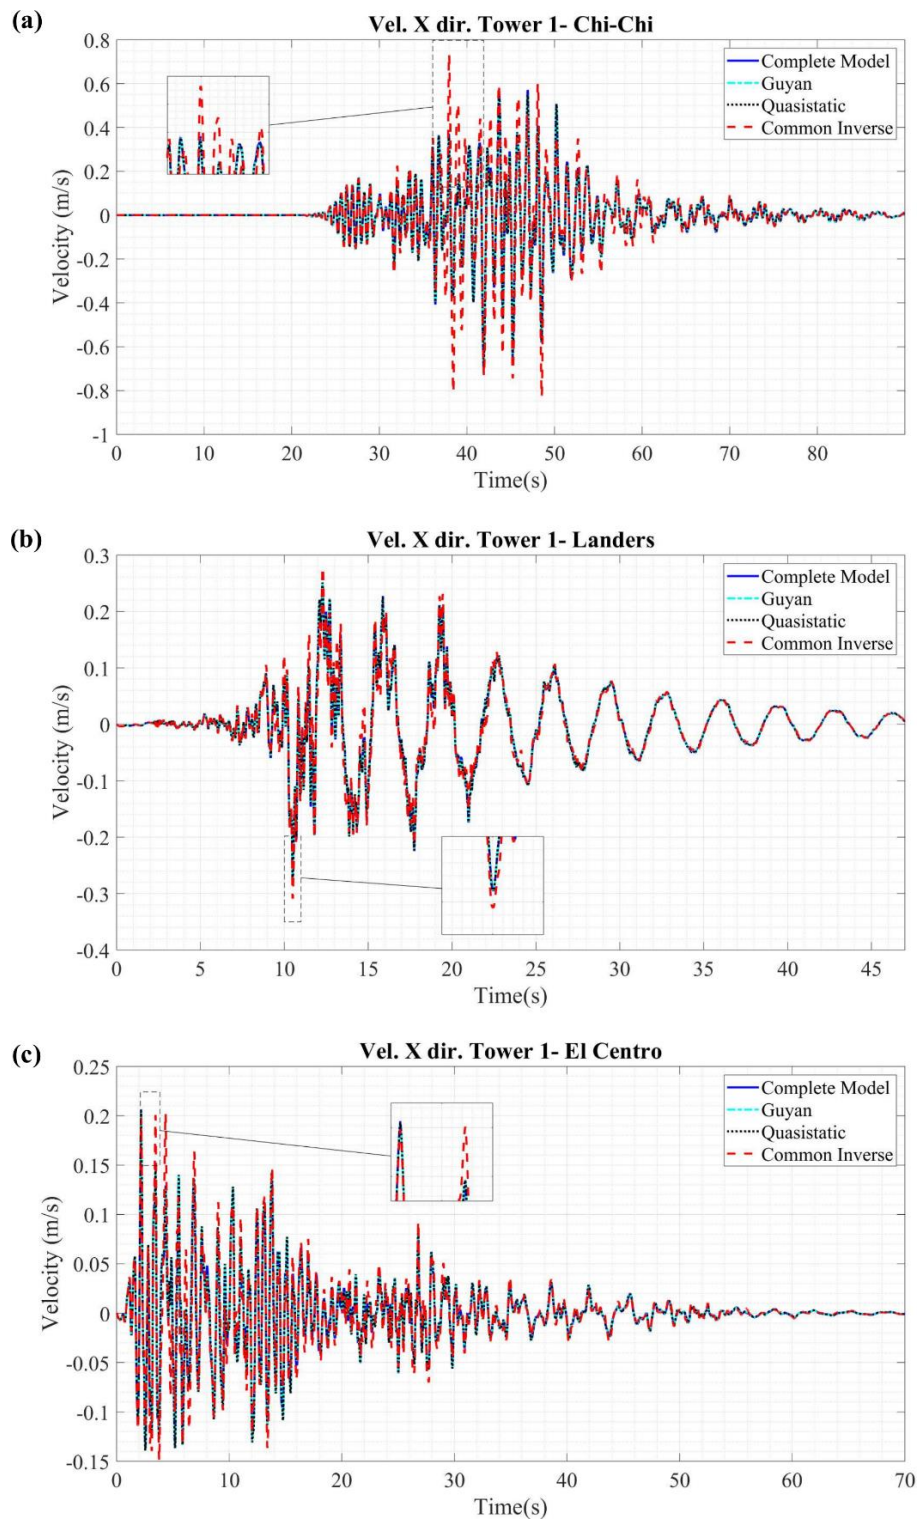 (a)
Vel. X dir. Tower 1- Chi-Chi
0.8
0.6
0.4
0.2
0
-0.2
-0.4
-0.6
-0.8
-1
Velocity (m/s)
Complete Model
Guyan
Quasistatic
Common Inverse
0 10 20 30 40 50 60 70 80
Time(s)
(b)
Vel. X dir. Tower 1- Landers
0.3
0.2
0.1
0
-0.1
-0.2
-0.3
-0.4
Velocity (m/s)
Complete Model
Guyan
Quasistatic
Common Inverse
0 5 10 15 20 25 30 35 40 45
Time(s)
(c)
Vel. X dir. Tower 1- El Centro
0.25
0.2
0.15
0.1
0.05
0
-0.05
-0.1
-0.15
Velocity (m/s)
Complete Model
Guyan
Quasistatic
Common Inverse
0 10 20 30 40 50 60 70
Time(s)